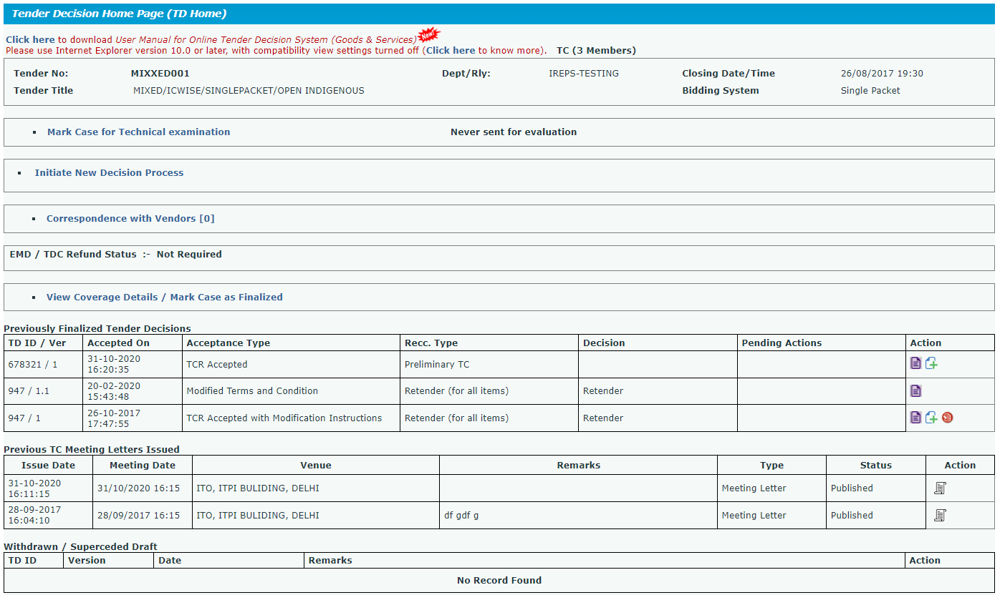 Tender Decision Home Page (TD Home)
Click here to download User Manual for Online Tender Decision System (Goods & Services) New!
Please use Internet Explorer version 10.0 or later, with compatibility view settings turned off (Click here to know more). TC (3 Members)
Tender No: MIXXED001 Dept/Rly: IREPS-TESTING Closing Date/Time 26/08/2017 19:30
Tender Title MIXED/ICWISE/SINGLEPACKET/OPEN INDIGENOUS Bidding System Single Packet
Mark Case for Technical examination Never sent for evaluation
Initiate New Decision Process
Correspondence with Vendors [0]
EMD / TDC Refund Status :- Not Required
View Coverage Details / Mark Case as Finalized
Previously Finalized Tender Decisions
TD ID / Ver Accepted On Acceptance Type Recc. Type Decision Pending Actions Action
678321 / 1 31-10-2020 16:20:35 TCR Accepted Preliminary TC
947 / 1.1 20-02-2020 15:43:48 Modified Terms and Condition Retender (for all items) Retender
947 / 1 26-10-2017 17:47:55 TCR Accepted with Modification Instructions Retender (for all items) Retender
Previous TC Meeting Letters Issued
Issue Date Meeting Date Venue Remarks Type Status Action
31-10-2020 16:11:15 31/10/2020 16:15 ITO, ITPI BULIDING, DELHI Meeting Letter Published
28-09-2017 16:04:10 28/09/2017 16:15 ITO, ITPI BULIDING, DELHI df gdf g Meeting Letter Published
Withdrawn / Superceded Draft
TD ID Version Date Remarks Action
No Record Found